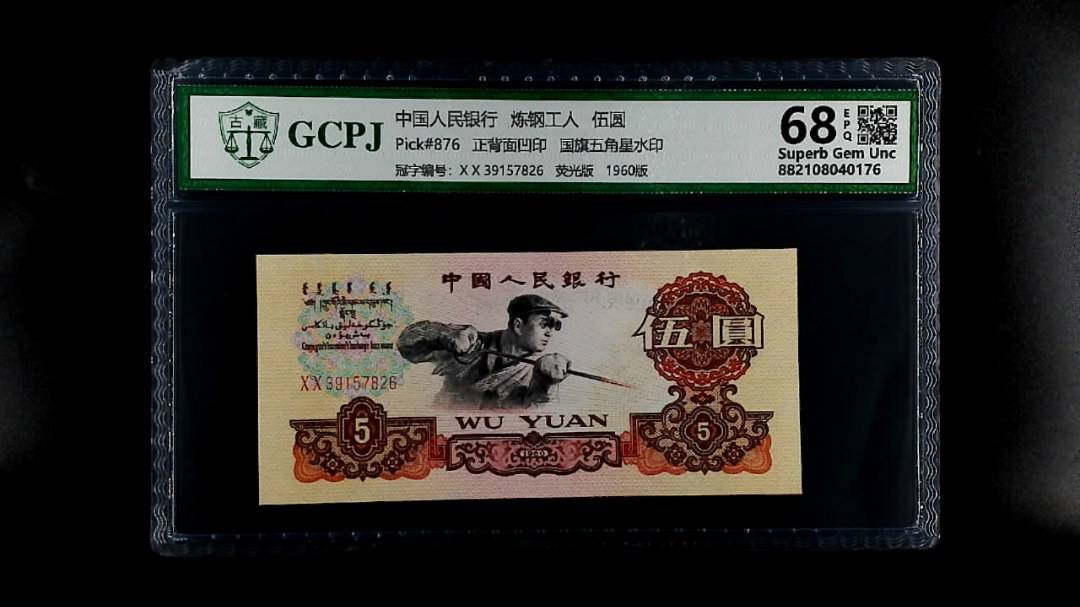 古 藏
GCPJ
中国人民银行 炼钢工人 伍圆
Pick#876 正背面凹印 国旗五角星水印
冠字编号：X X 39157826 荧光版 1960版
68 EPQ
Superb Gem Unc
882108040176
中國人民銀行
伍圓
X X 39157826
WU YUAN
5
1960
5